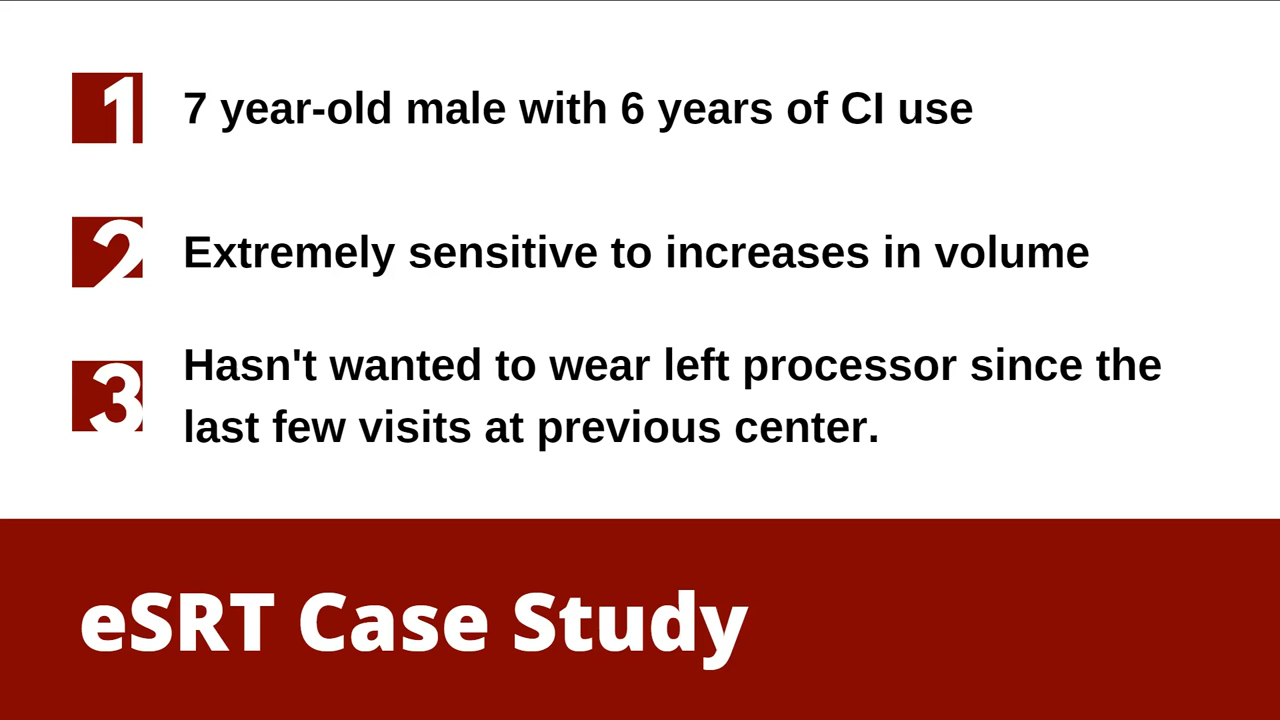 1 7 year-old male with 6 years of CI use
2 Extremely sensitive to increases in volume
3 Hasn't wanted to wear left processor since the
last few visits at previous center.
eSRT Case Study